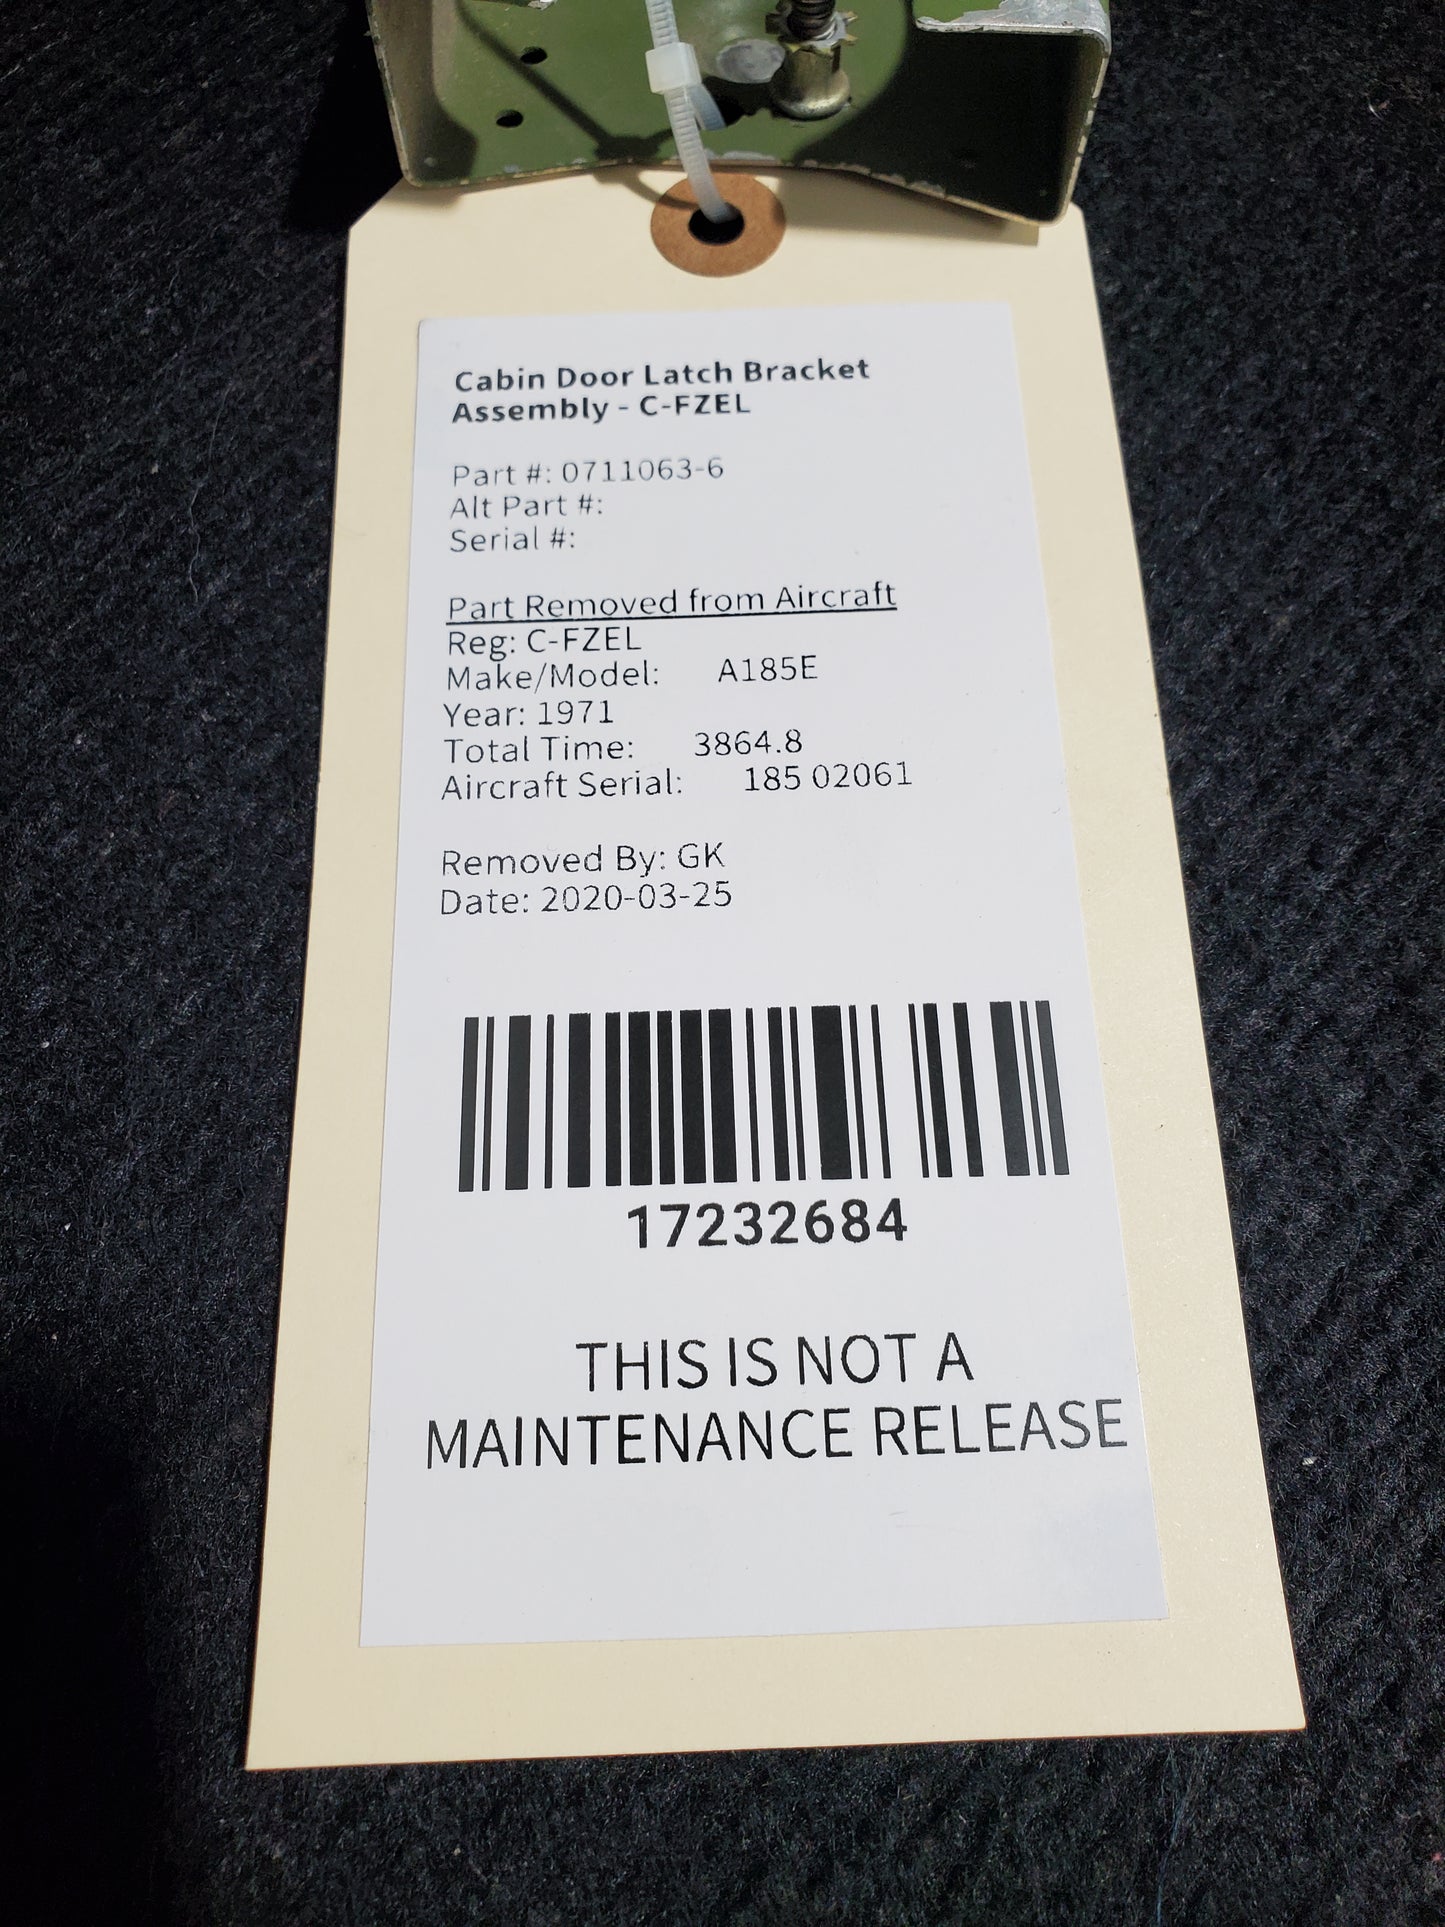 Cabin Door Latch Bracket
Assembly - C-FZEL
Part #: 0711063-6
Alt Part #:
Serial #:
Part Removed from Aircraft
Reg: C-FZEL
Make/Model: A185E
Year: 1971
Total Time: 3864.8
Aircraft Serial: 185 02061
Removed By: GK
Date: 2020-03-25
17232684
THIS IS NOT A
MAINTENANCE RELEASE